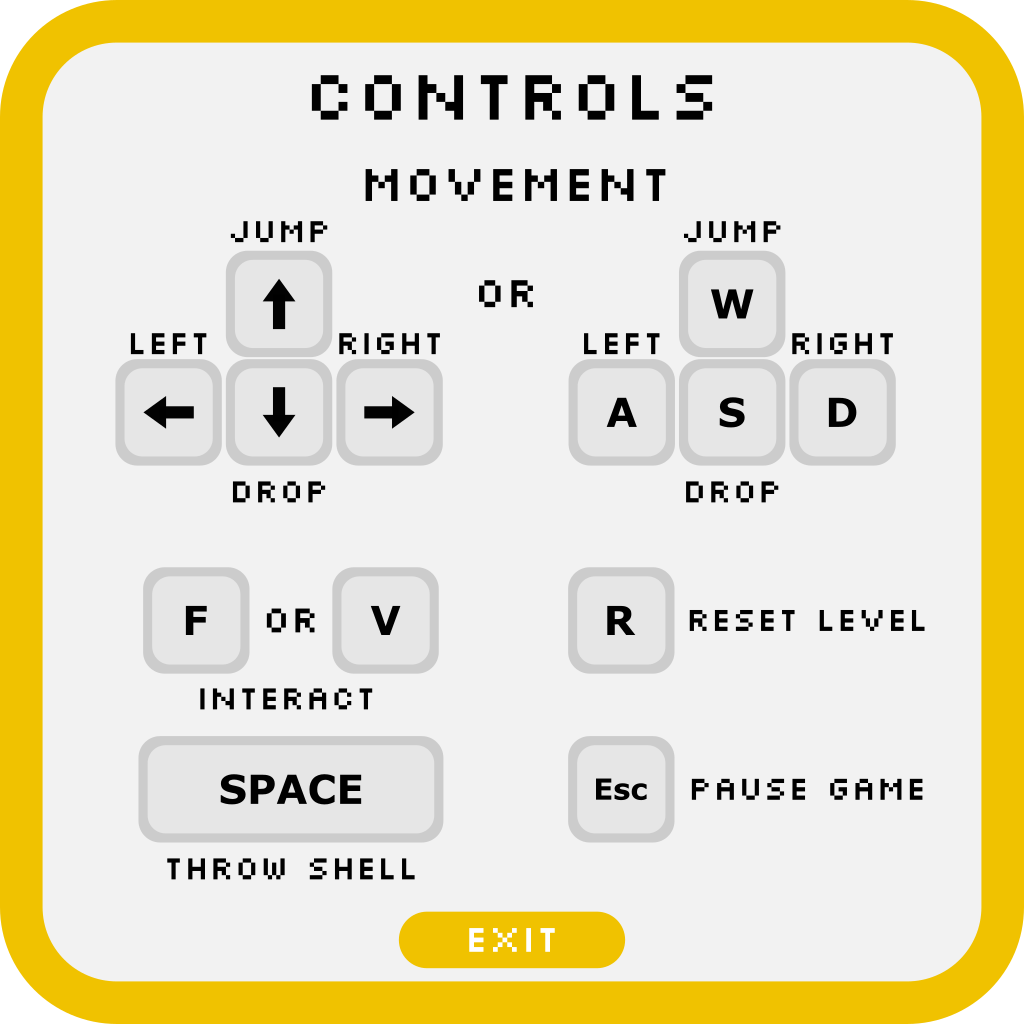 CONTROLS
MOVEMENT
JUMP JUMP
↑ OR W
LEFT RIGHT LEFT RIGHT
← ↓ → A S D
DROP DROP
F OR V R RESET LEVEL
INTERACT
SPACE Esc PAUSE GAME
THROW SHELL
EXIT